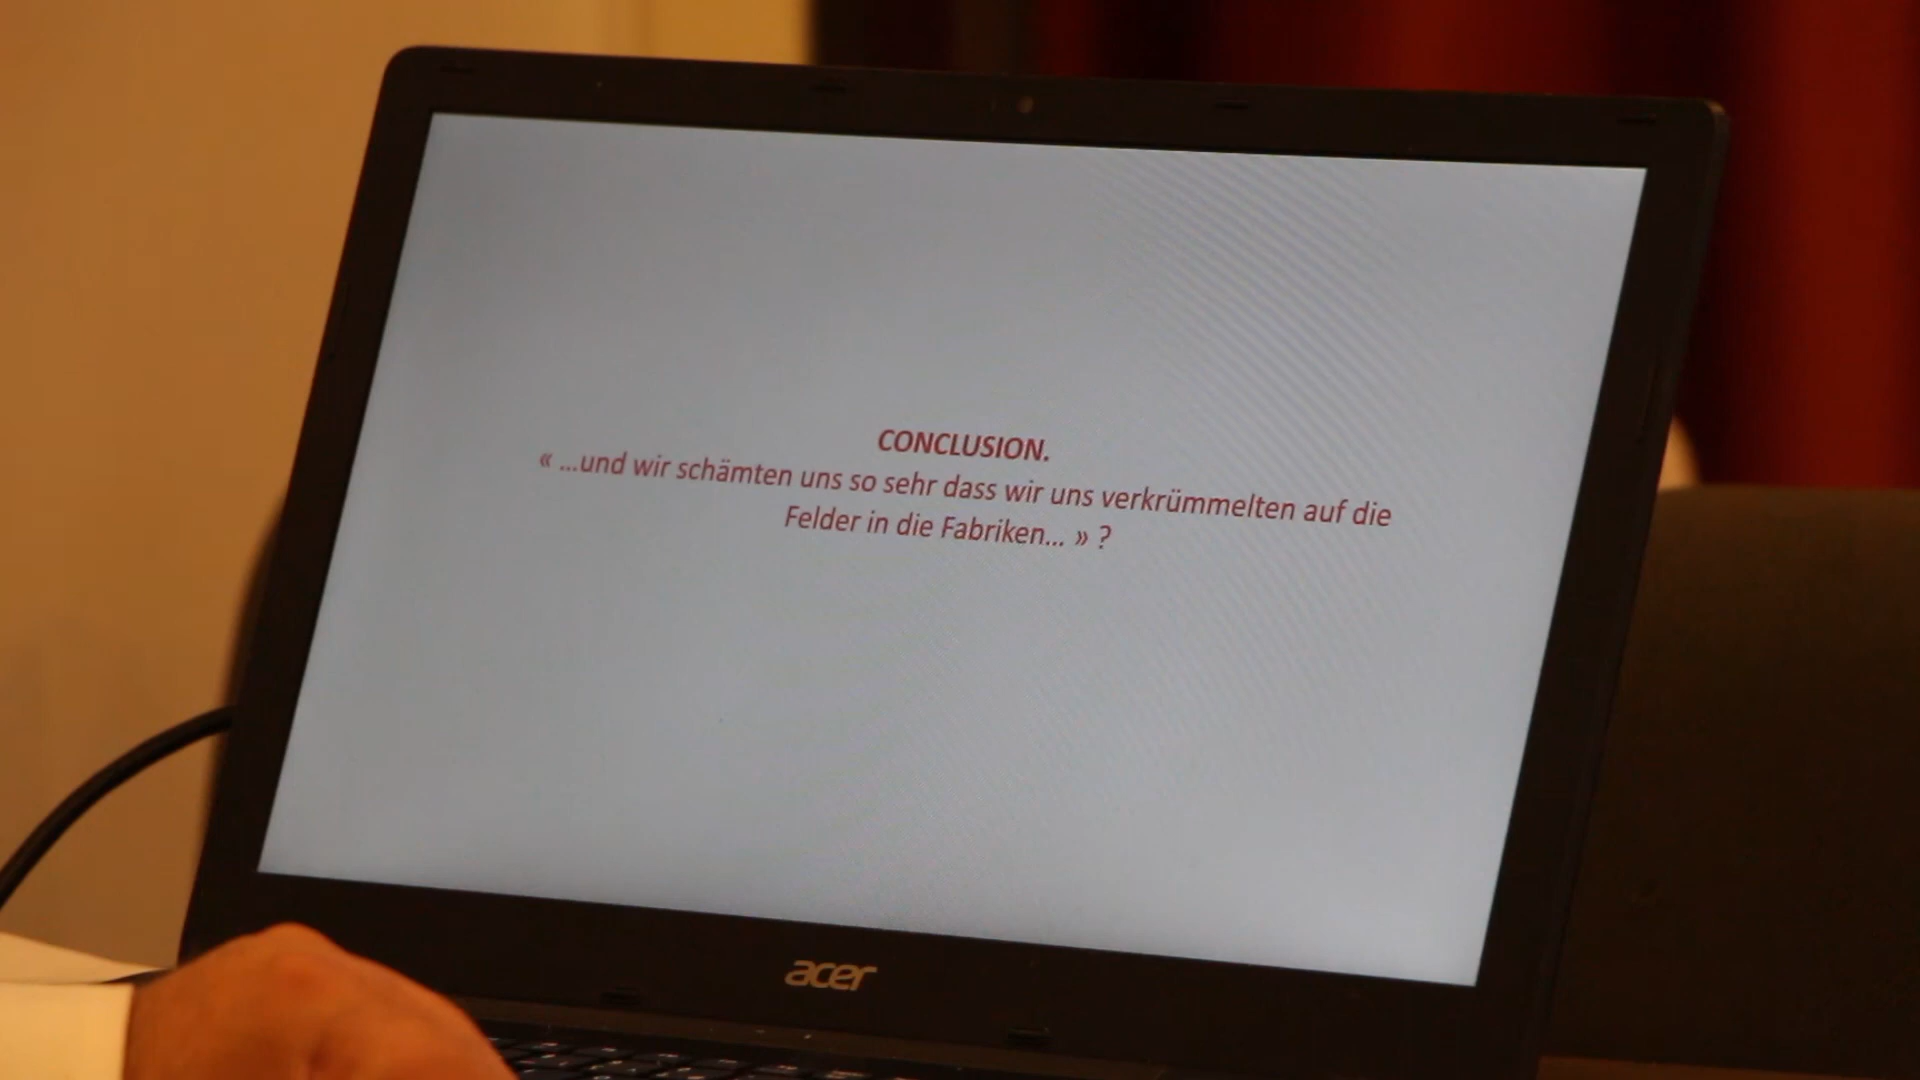 CONCLUSION.
« ...und wir schämten uns so sehr dass wir uns verkrümmelten auf die
Felder in die Fabriken... » ?
acer